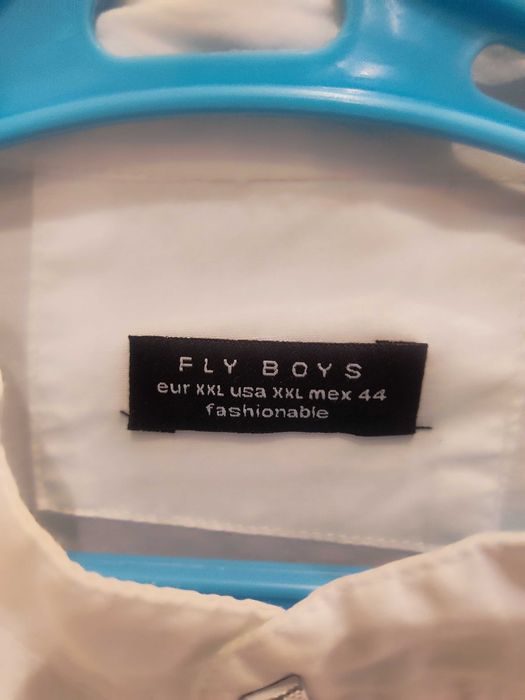 FLY BOYS
eur XXL usa XXL mex 44
fashionable